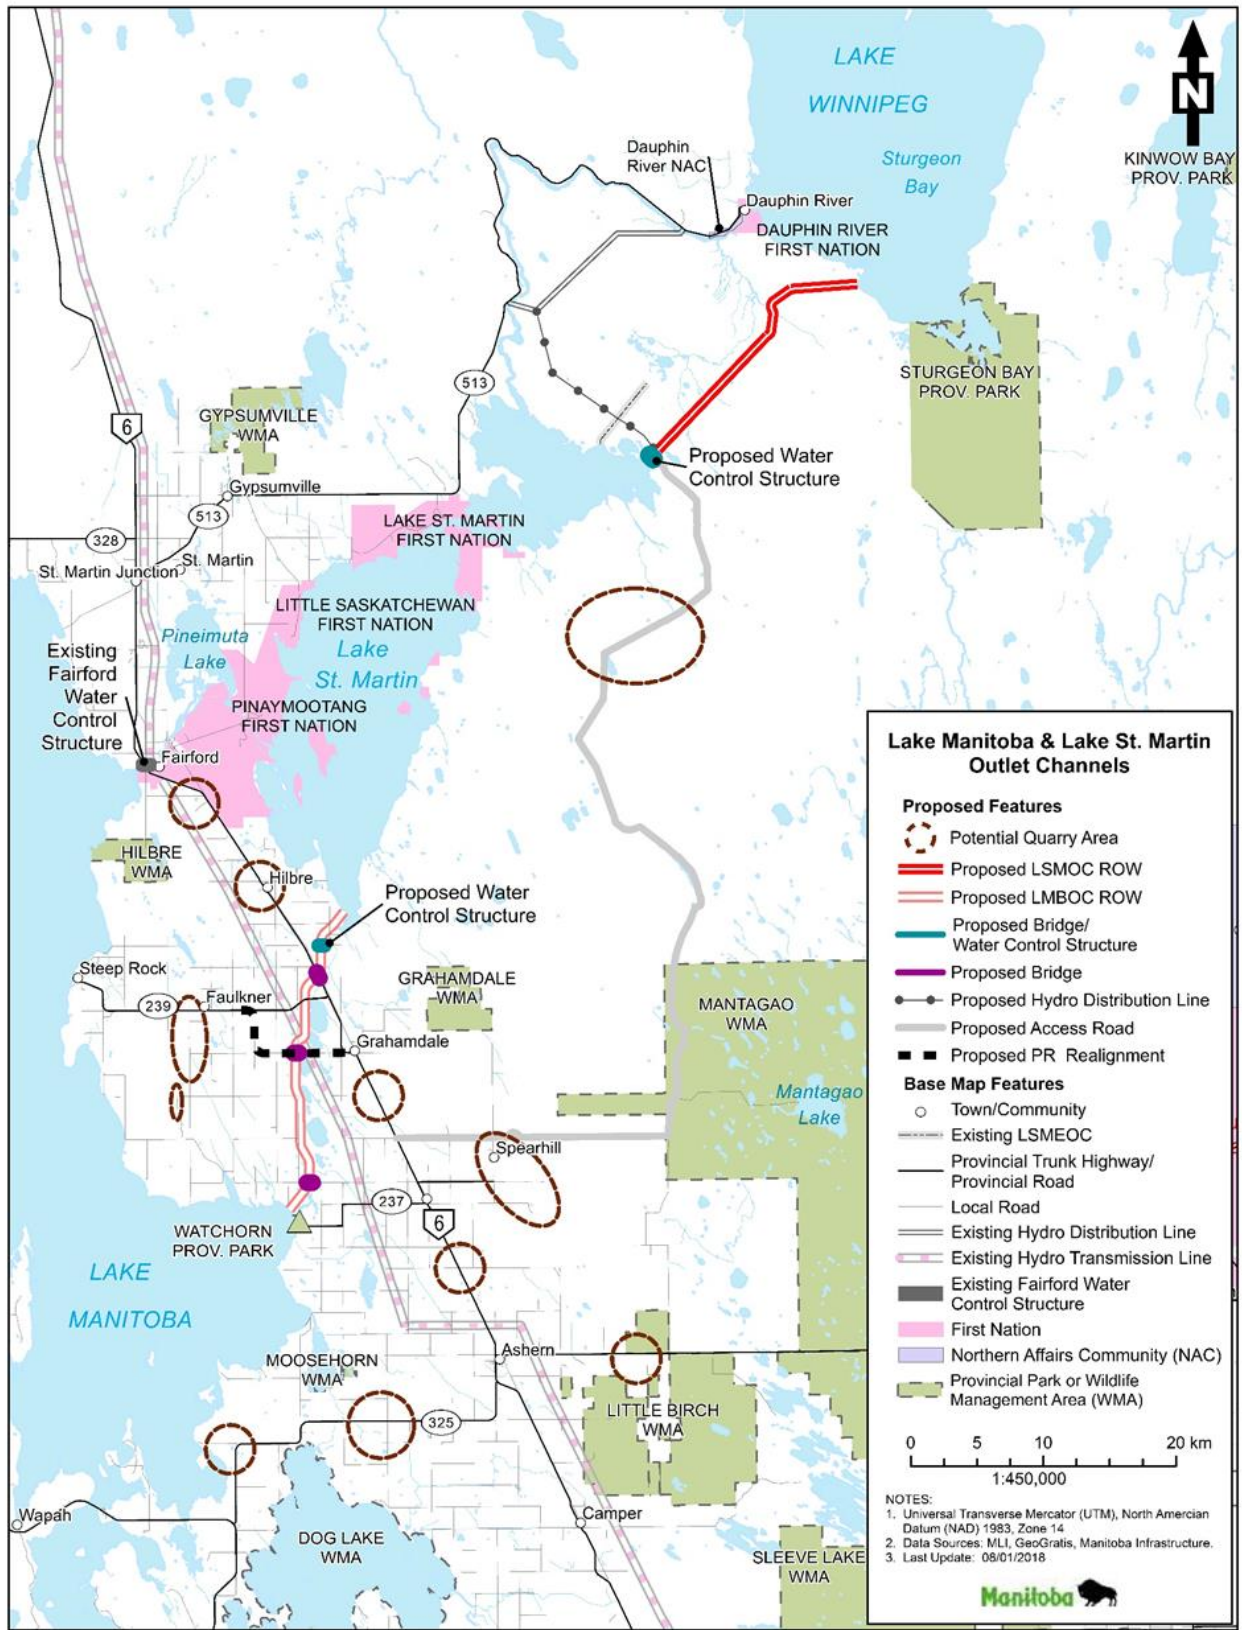 LAKE
WINNIPEG
Sturgeon
Bay
N
KINWOW BAY
PROV. PARK
Dauphin
River NAC
Dauphin River
DAUPHIN RIVER
FIRST NATION
STURGEON BAY
PROV. PARK
513
6
GYPSUMVILLE
WMA
Proposed Water
Control Structure
Gypsumville
513
LAKE ST. MARTIN
FIRST NATION
328
St. Martin
St. Martin Junction
LITTLE SASKATCHEWAN
FIRST NATION
Pineimuta
Lake
Lake
St. Martin
Existing
Fairford
Water
Control
Structure
PINAYMOOTANG
FIRST NATION
Fairford
HILBRE
WMA
Hilbre
Proposed Water
Control Structure
Steep Rock
239
Faulkner
GRAHAMDALE
WMA
MANTAGAO
WMA
Grahamdale
Mantagao
Lake
Spearhill
237
6
WATCHORN
PROV. PARK
LAKE
MANITOBA
MOOSEHORN
WMA
Ashern
325
LITTLE BIRCH
WMA
Wapah
Camper
DOG LAKE
WMA
SLEEVE LAKE
WMA
Lake Manitoba & Lake St. Martin
Outlet Channels
Proposed Features
Potential Quarry Area
Proposed LSMOC ROW
Proposed LMBOC ROW
Proposed Bridge/
Water Control Structure
Proposed Bridge
Proposed Hydro Distribution Line
Proposed Access Road
Proposed PR Realignment
Base Map Features
Town/Community
Existing LSMEOC
Provincial Trunk Highway/
Provincial Road
Local Road
Existing Hydro Distribution Line
Existing Hydro Transmission Line
Existing Fairford Water
Control Structure
First Nation
Northern Affairs Community (NAC)
Provincial Park or Wildlife
Management Area (WMA)
0 5 10 20 km
1:450,000
NOTES:
1. Universal Transverse Mercator (UTM), North Amercian
Datum (NAD) 1983, Zone 14
2. Data Sources: MLI, GeoGratis, Manitoba Infrastructure.
3. Last Update: 08/01/2018
Manitoba